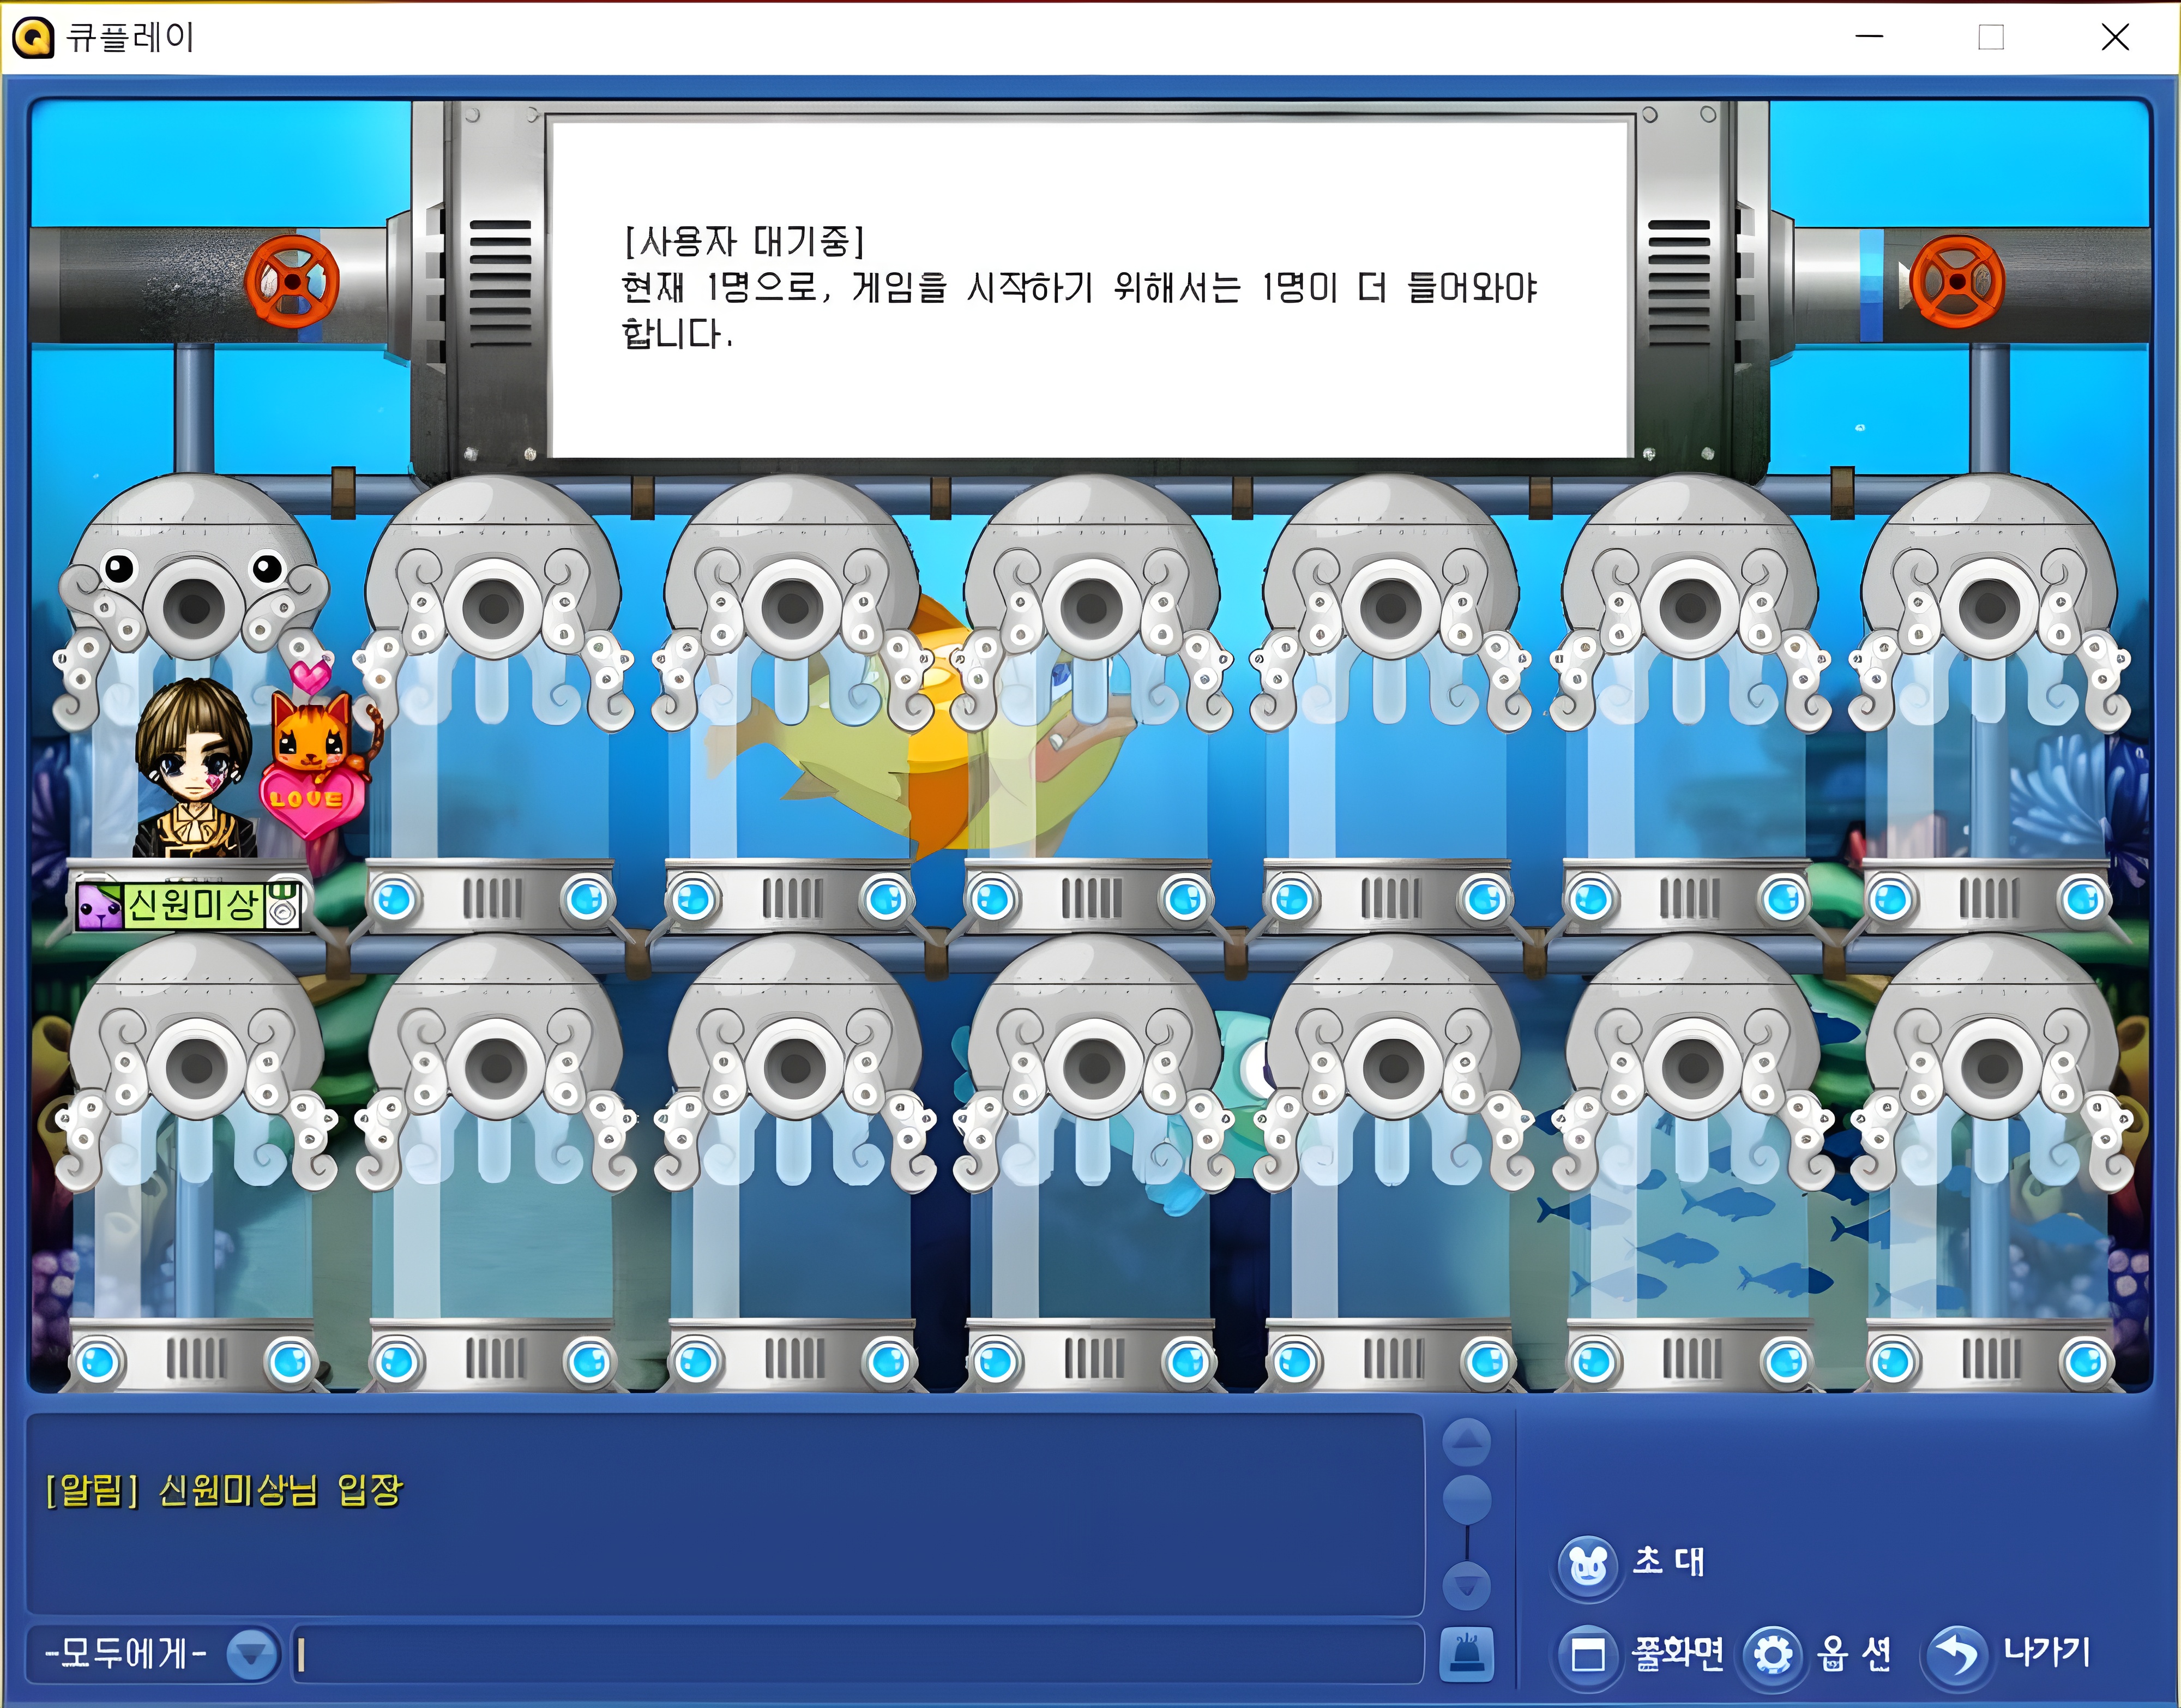 큐플레이
[사용자 대기중]
현재 1명으로, 게임을 시작하기 위해서는 1명이 더 들어와야
합니다.
LOVE
신원미상
[알림] 신원미상님 입장
초 대
-모두에게-
풀화면
옵 션
나가기